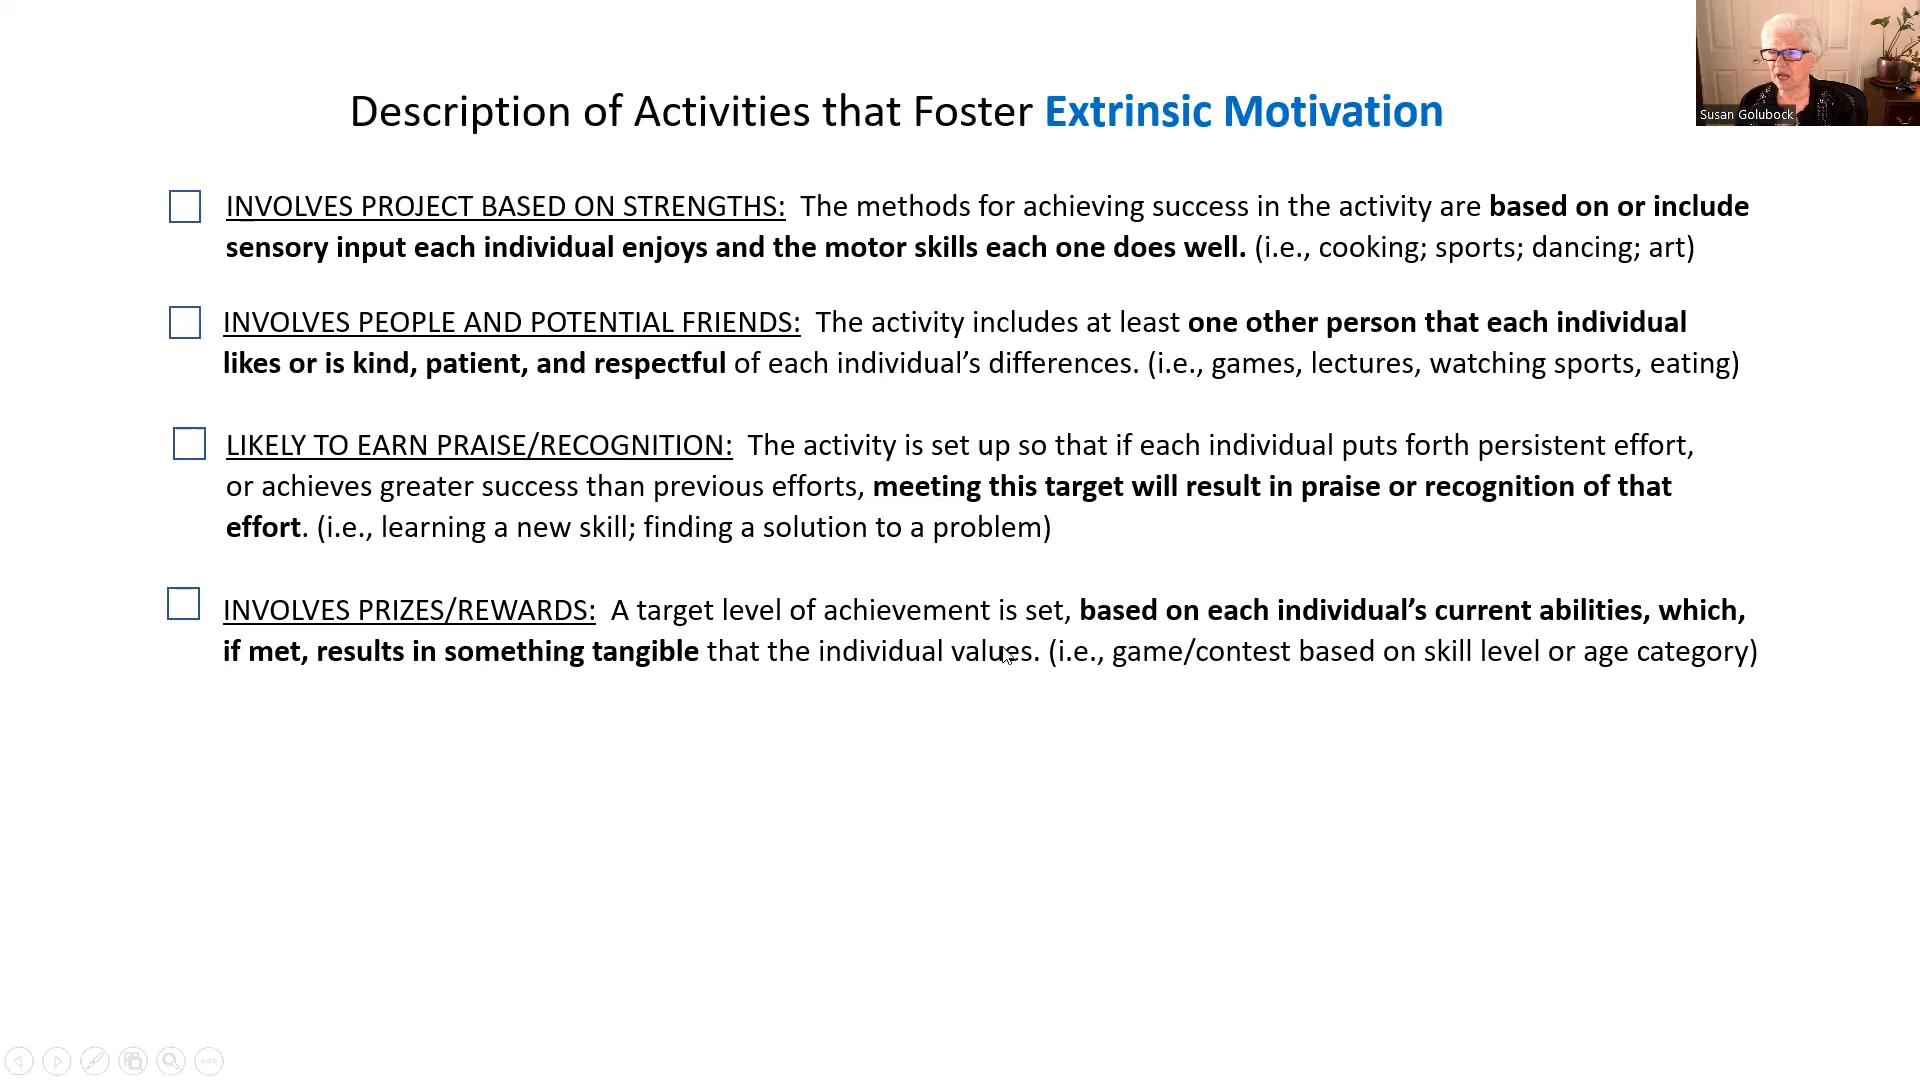 Description of Activities that Foster Extrinsic Motivation
Susan Golubock
INVOLVES PROJECT BASED ON STRENGTHS: The methods for achieving success in the activity are based on or include
sensory input each individual enjoys and the motor skills each one does well. (i.e., cooking; sports; dancing; art)
INVOLVES PEOPLE AND POTENTIAL FRIENDS: The activity includes at least one other person that each individual
likes or is kind, patient, and respectful of each individual’s differences. (i.e., games, lectures, watching sports, eating)
LIKELY TO EARN PRAISE/RECOGNITION: The activity is set up so that if each individual puts forth persistent effort,
or achieves greater success than previous efforts, meeting this target will result in praise or recognition of that
effort. (i.e., learning a new skill; finding a solution to a problem)
INVOLVES PRIZES/REWARDS: A target level of achievement is set, based on each individual’s current abilities, which,
if met, results in something tangible that the individual values. (i.e., game/contest based on skill level or age category)